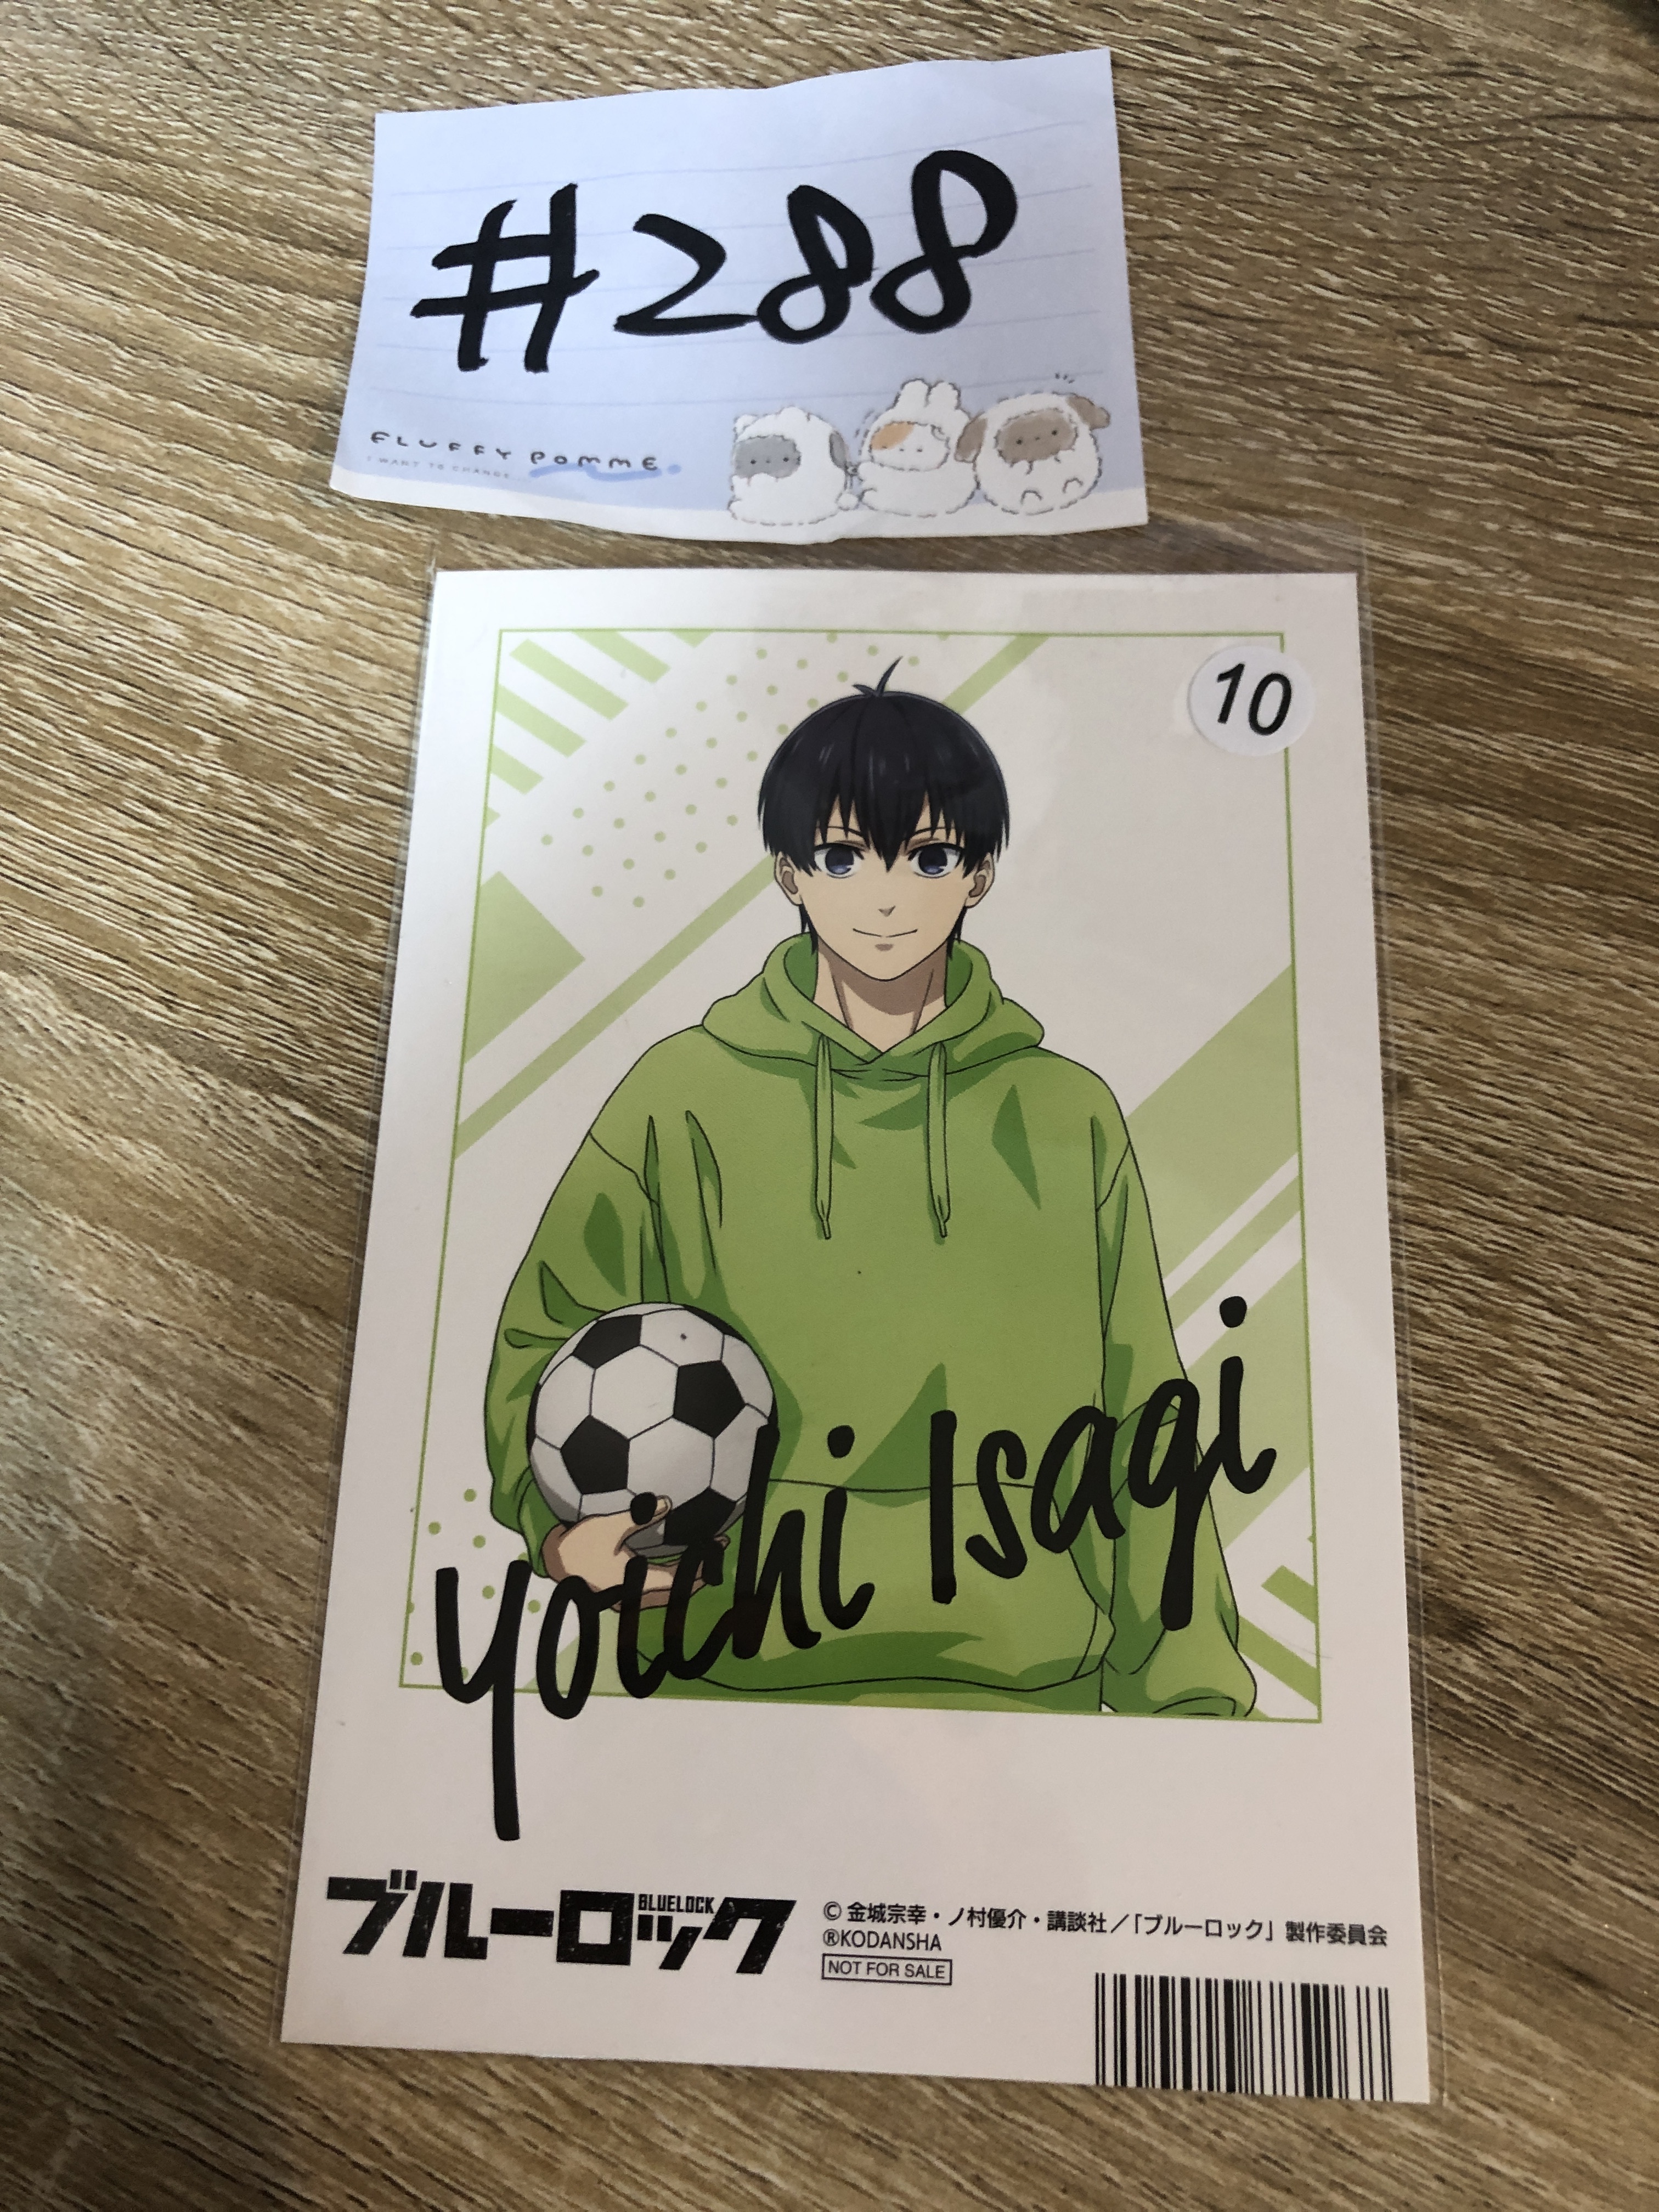 #288
FLUFFY POMME
I WANT TO CHANGE
10
Yoichi Isagi
ブルーロック
BLUELOCK
© 金城宗幸・ノ村優介・講談社／「ブルーロック」製作委員会
®KODANSHA
NOT FOR SALE